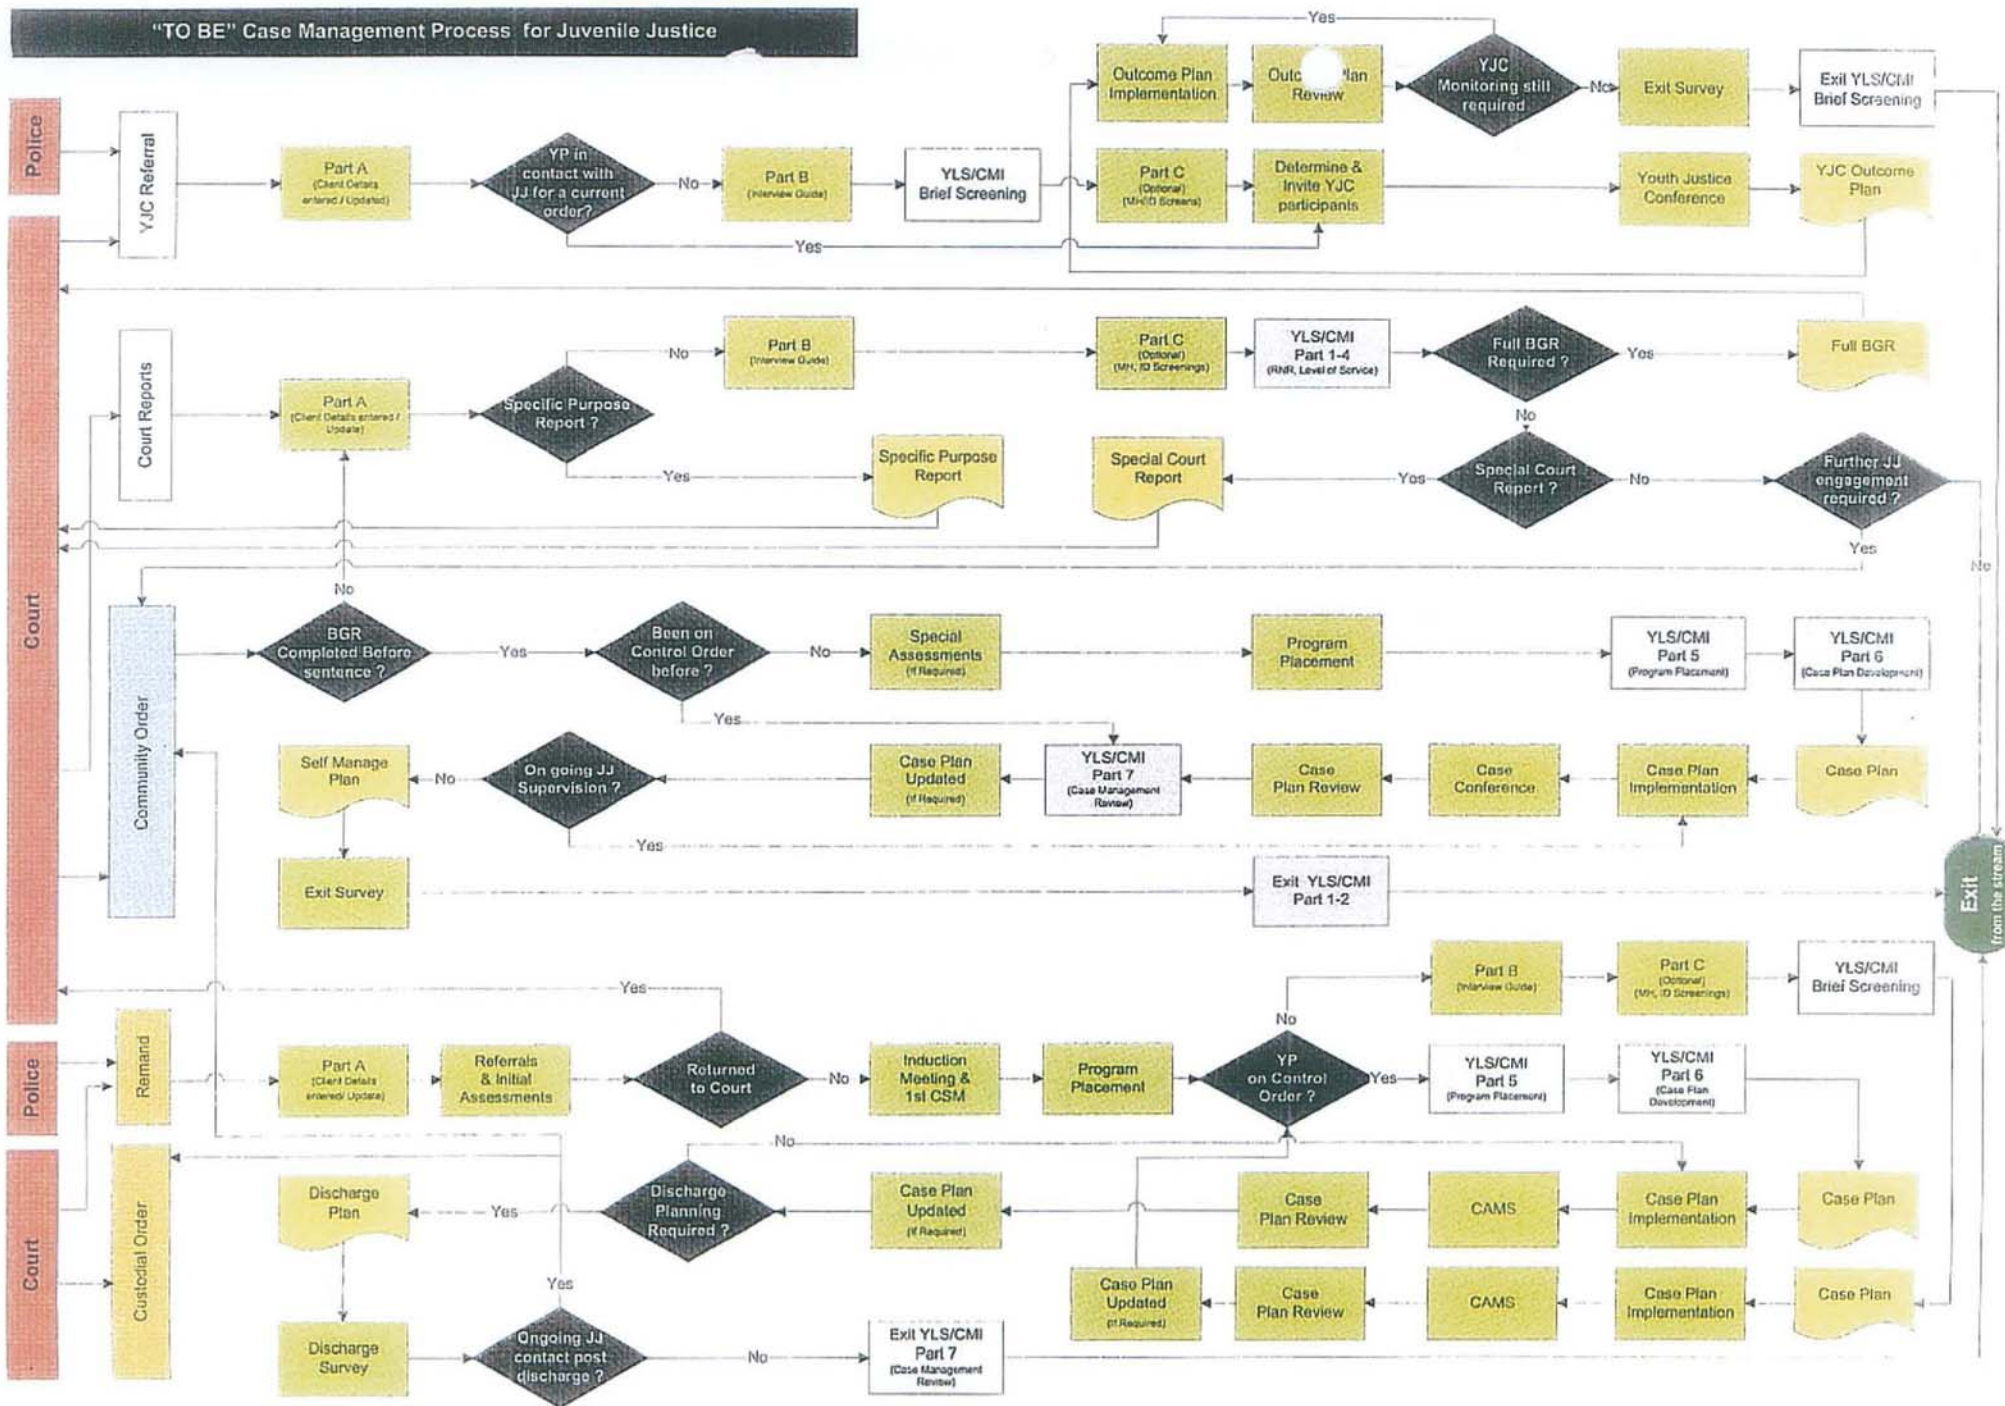 "TO BE" Case Management Process for Juvenile Justice
Police
YJC Referral
Part A
(Client Details
entered / Updated)
YP in
contact with
JJ for a current
order?
No
Yes
Part B
(Interview Guide)
YLS/CMI
Brief Screening
Part C
(Optional)
(MH/ID Screens)
Determine &
Invite YJC
participants
Youth Justice
Conference
YJC Outcome
Plan
Outcome Plan
Implementation
Review
YJC
Monitoring still
required
Yes
No
Exit Survey
Exit YLS/CMI
Brief Screening
Court
Court Reports
Part A
(Client Details entered /
Update)
Specific Purpose
Report ?
No
Yes
Part B
(Interview Guide)
Part C
(Optional)
(MH, ID Screenings)
YLS/CMI
Part 1-4
(RNR, Level of Service)
Full BGR
Required ?
Yes
Full BGR
No
Specific Purpose
Report
Special Court
Report
Yes
Special Court
Report ?
No
Further JJ
engagement
required ?
Yes
No
Community Order
No
BGR
Completed Before
sentence ?
Yes
Been on
Control Order
before ?
No
Yes
Special
Assessments
(If Required)
Program
Placement
YLS/CMI
Part 5
(Program Placement)
YLS/CMI
Part 6
(Case Plan Development)
Self Manage
Plan
No
On going JJ
Supervision ?
Yes
Case Plan
Updated
(If Required)
YLS/CMI
Part 7
(Case Management
Review)
Case
Plan Review
Case
Conference
Case Plan
Implementation
Case Plan
Exit Survey
Exit YLS/CMI
Part 1-2
Exit
from the stream
Police
Remand
Part A
(Client Details
entered/ Update)
Referrals
& Initial
Assessments
Yes
Returned
to Court
No
Induction
Meeting &
1st CSM
Program
Placement
No
YP
on Control
Order ?
Yes
Part B
(Interview Guide)
Part C
(Optional)
(MH, ID Screenings)
YLS/CMI
Brief Screening
YLS/CMI
Part 5
(Program Placement)
YLS/CMI
Part 6
(Case Plan
Development)
Court
Custodial Order
Discharge
Plan
Yes
Discharge
Planning
Required ?
No
Case Plan
Updated
(If Required)
Case
Plan Review
CAMS
Case Plan
Implementation
Case Plan
Case Plan
Updated
(If Required)
Case
Plan Review
CAMS
Case Plan
Implementation
Case Plan
Discharge
Survey
Yes
Ongoing JJ
contact post
discharge ?
No
Exit YLS/CMI
Part 7
(Case Management
Review)